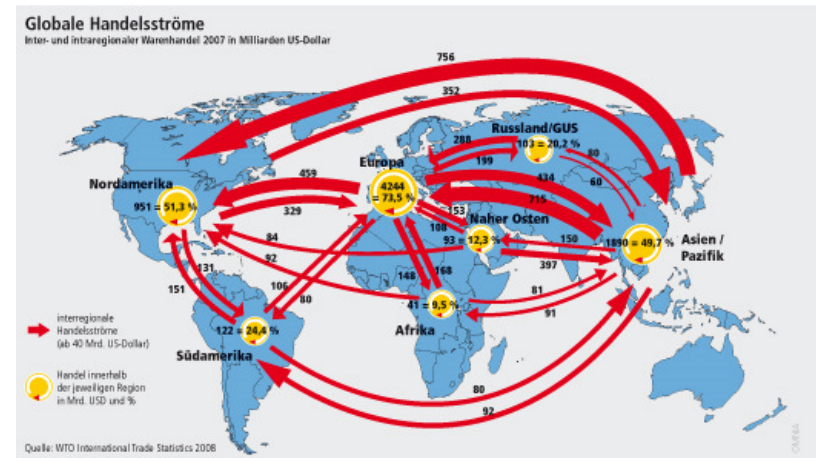 Globale Handelsströme
Inter- und intraregionaler Warenhandel 2007 in Milliarden US-Dollar
756
352
Russland/GUS
288
103 = 20,2 %
80
Europa
199
459
434
60
Nordamerika
4244
= 73,5 %
715
951 = 51,3 %
329
153
Naher Osten
108
84
93 = 12,3 %
150
1890 = 49,7 %
Asien /
Pazifik
92
397
131
148
168
151
106
80
81
41 = 9,5 %
91
122 = 24,4 %
Afrika
interregionale
Handelsströme
(ab 40 Mrd. US-Dollar)
Südamerika
Handel innerhalb
der jeweiligen Region
in Mrd. USD und %
80
92
Quelle: WTO International Trade Statistics 2008
OMNIA